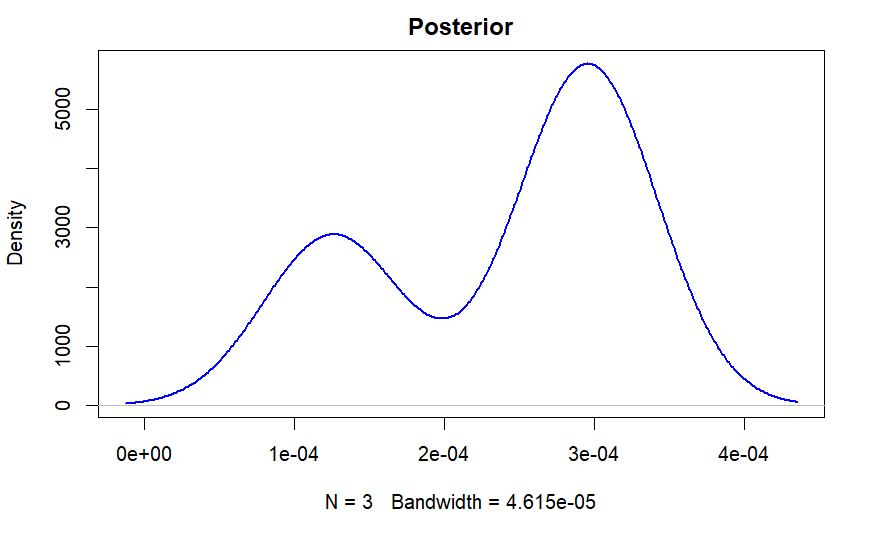 Posterior
Density
5000
3000
1000
0
0e+00 1e-04 2e-04 3e-04 4e-04
N = 3 Bandwidth = 4.615e-05